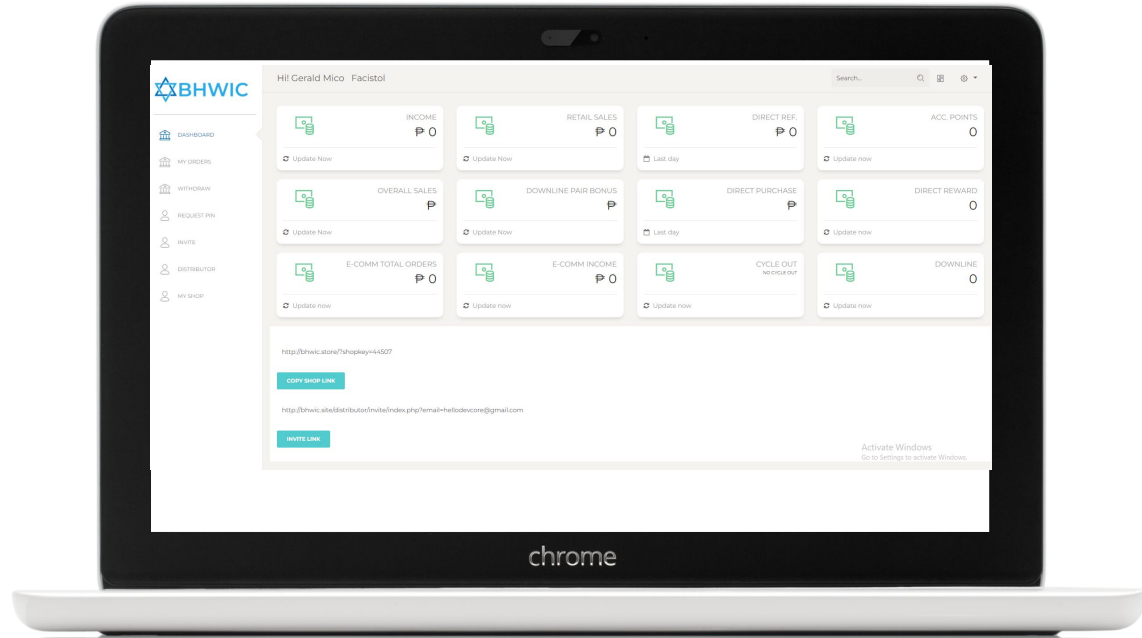 BHWIC
Hi! Gerald Mico Facistol
Search...
DASHBOARD
MY ORDERS
WITHDRAW
REQUEST PIN
INVITE
DISTRIBUTOR
MY SHOP
INCOME
₱ 0
Update Now
RETAIL SALES
₱ 0
Update Now
DIRECT REF.
₱ 0
Last day
ACC. POINTS
0
Update now
OVERALL SALES
₱
Update Now
DOWNLINE PAIR BONUS
₱
Update Now
DIRECT PURCHASE
₱
Last day
DIRECT REWARD
0
Update now
E-COMM TOTAL ORDERS
₱ 0
Update now
E-COMM INCOME
₱ 0
Update now
CYCLE OUT
NO CYCLE OUT
Update now
DOWNLINE
0
Update now
http://bhwic.store/?shopkey=44507
COPY SHOP LINK
http://bhwic.site/distributor/invite/index.php?email=hellodevcore@gmail.com
INVITE LINK
Activate Windows
Go to Settings to activate Windows.
chrome